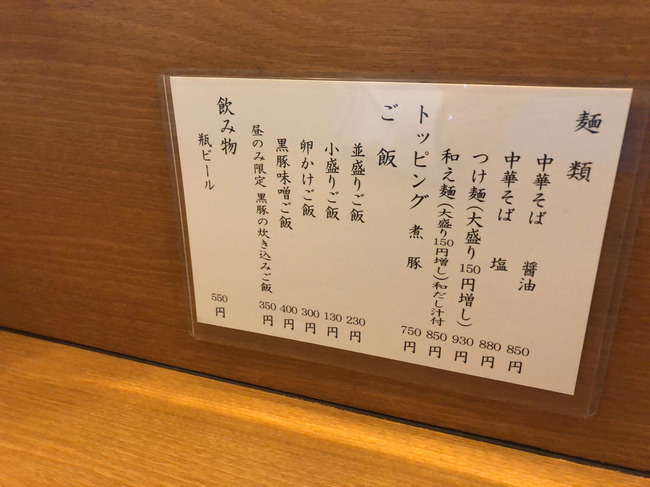 麺類
中華そば 醤油 850円
中華そば 塩 880円
つけ麺(大盛り150円増し) 930円
和え麺(大盛り150円増し)和だし汁付 850円
トッピング 煮豚 750円
ご飯
並盛りご飯 230円
小盛りご飯 130円
卵かけご飯 300円
黒豚味噌ご飯 400円
昼のみ限定 黒豚の炊き込みご飯 350円
飲み物
瓶ビール 550円